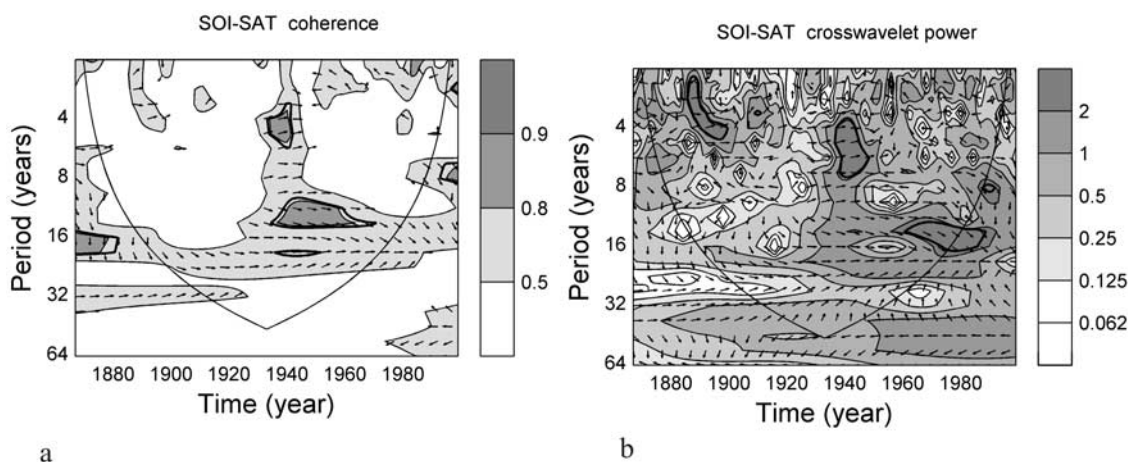 SOI-SAT coherence
Period (years)
4
8
16
32
64
1880 1900 1920 1940 1960 1980
Time (year)
0.9
0.8
0.5
a
SOI-SAT crosswavelet power
Period (years)
4
8
16
32
64
1880 1900 1920 1940 1960 1980
Time (year)
2
1
0.5
0.25
0.125
0.062
b